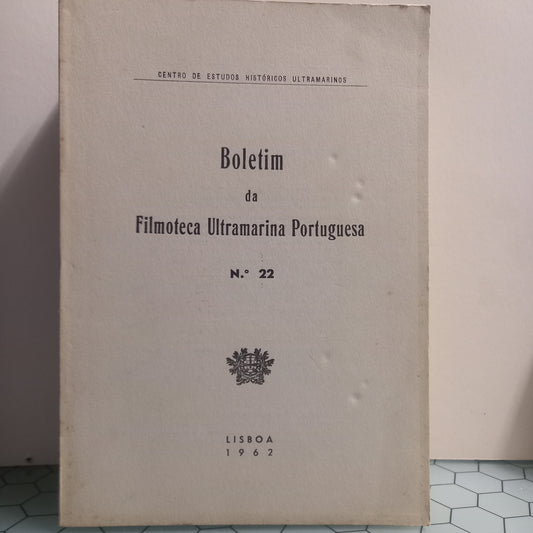 CENTRO DE ESTUDOS HISTÓRICOS ULTRAMARINOS
Boletim
da
Filmoteca Ultramarina Portuguesa
N.º 22
LISBOA
1962